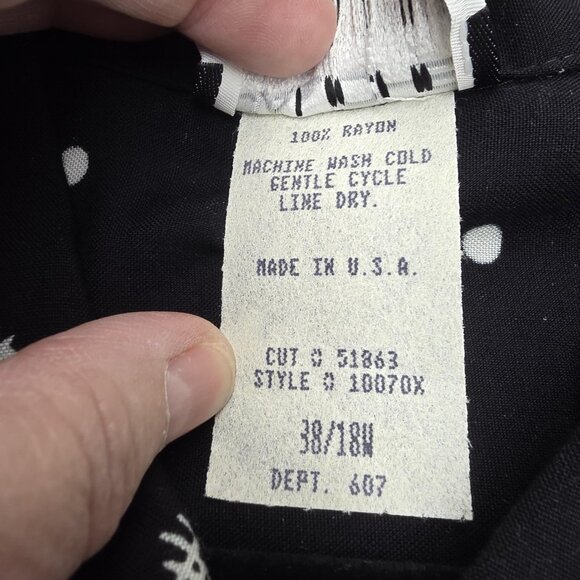 100% RAYON
MACHINE WASH COLD
GENTLE CYCLE
LINE DRY.
MADE IN U.S.A.
CUT # 51863
STYLE # 10070X
38/18W
DEPT. 607